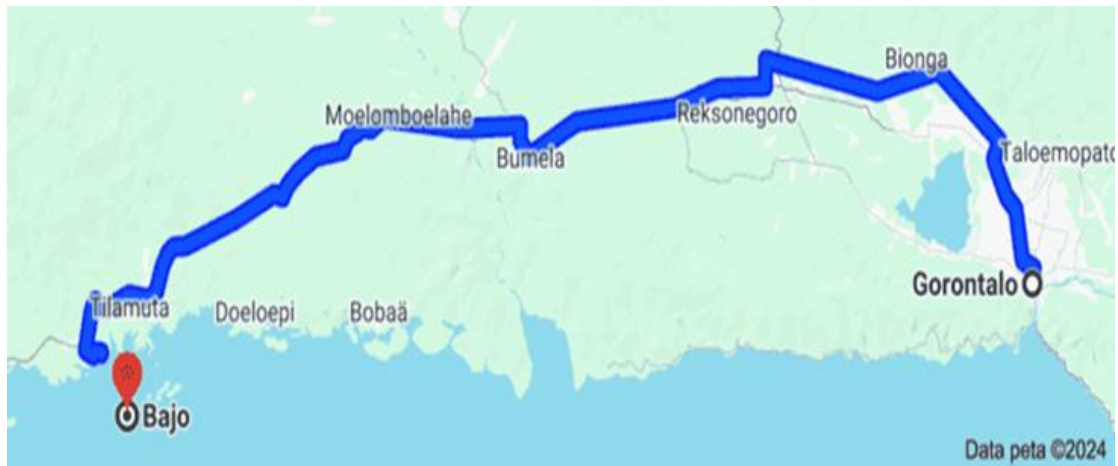 Bionga
Moelomboelahe
Reksonegoro
Bumela
Taloemopato
Gorontalo
Tilamuta
Doeloepi
Bobaä
Bajo
Data peta ©2024